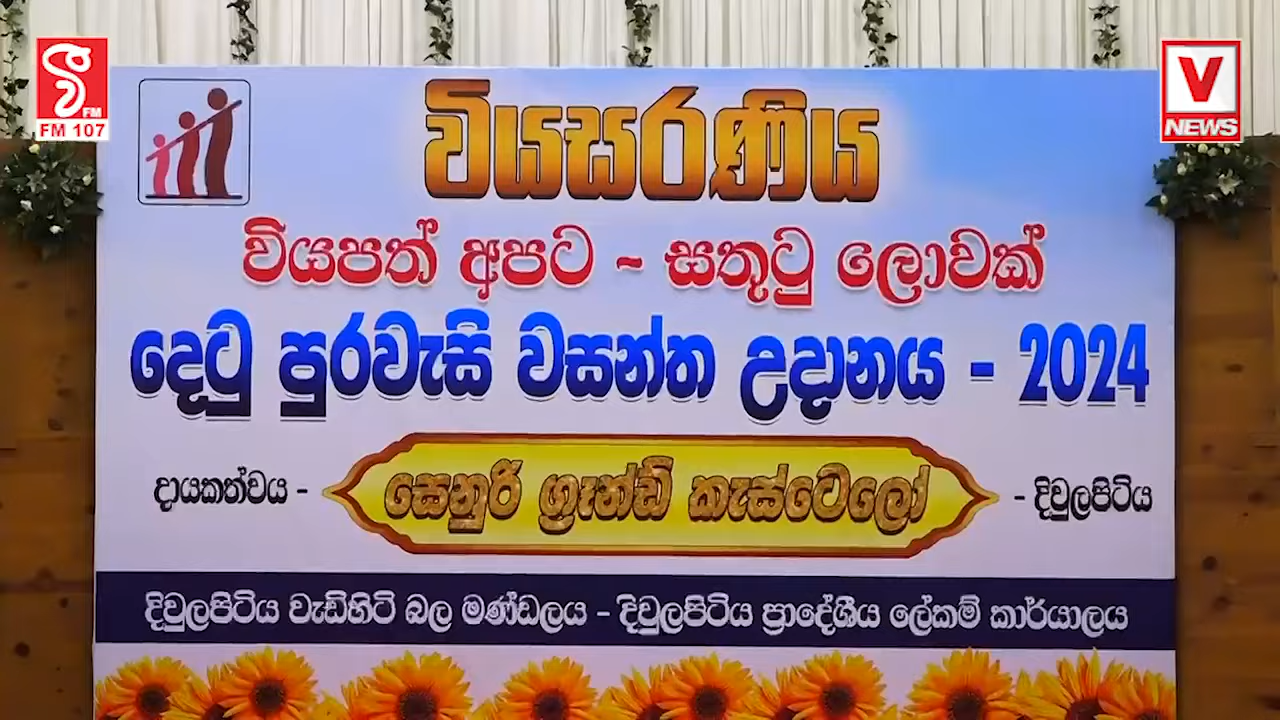 FM
FM 107
V
NEWS
වියසරණිය
වියපත් අපට - සතුටු ලොවක්
දෙටු පුරවැසි වසන්ත උදානය - 2024
දායකත්වය - සෙනුරි ග්‍රෑන්ඩ් කැස්ටෙලෝ - දිවුලපිටිය
දිවුලපිටිය වැඩිහිටි බල මණ්ඩලය - දිවුලපිටිය ප්‍රාදේශීය ලේකම් කාර්යාලය